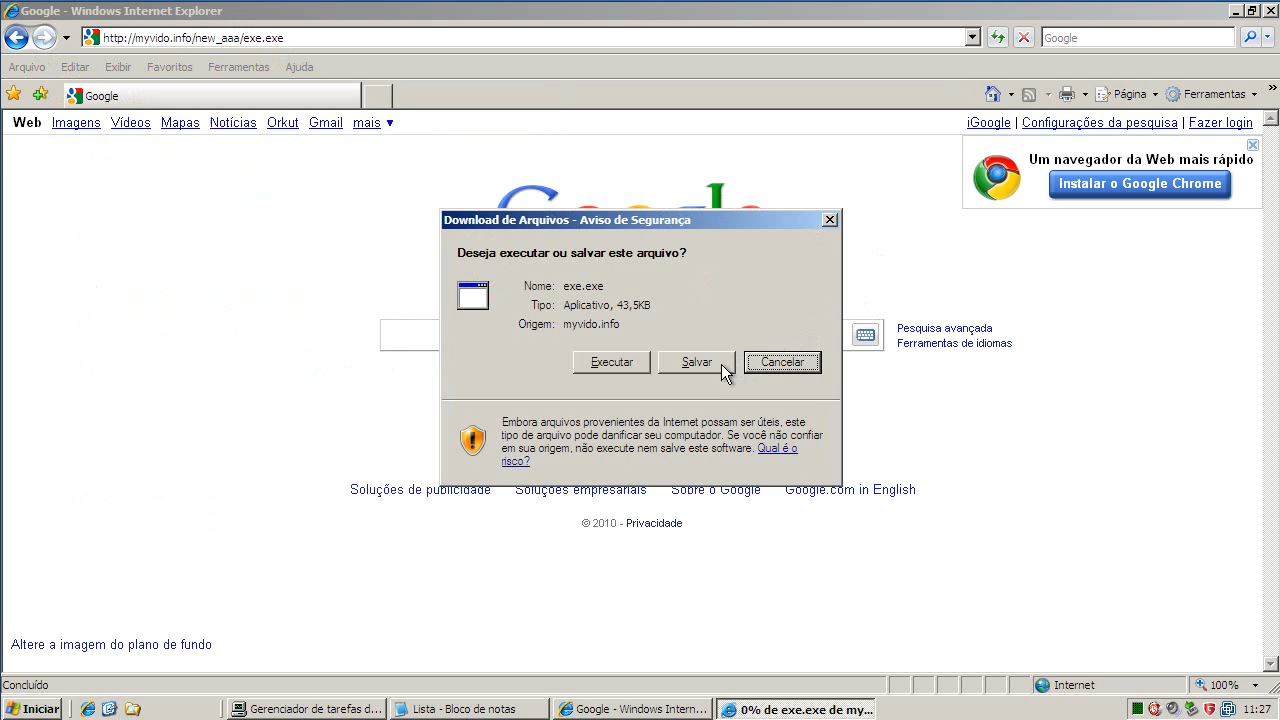 Google - Windows Internet Explorer
http://myvido.info/new_aaa/exe.exe
Google
Arquivo Editar Exibir Favoritos Ferramentas Ajuda
Google
Página
Ferramentas
Web Imagens Vídeos Mapas Notícias Orkut Gmail mais ▼
iGoogle | Configurações da pesquisa | Fazer login
Um navegador da Web mais rápido
Instalar o Google Chrome
Download de Arquivos - Aviso de Segurança
Deseja executar ou salvar este arquivo?
Nome: exe.exe
Tipo: Aplicativo, 43,5KB
Origem: myvido.info
Pesquisa avançada
Ferramentas de idiomas
Executar Salvar Cancelar
Embora arquivos provenientes da Internet possam ser úteis, este
tipo de arquivo pode danificar seu computador. Se você não confiar
em sua origem, não execute nem salve este software. Qual é o
risco?
Soluções de publicidade Soluções empresariais Sobre o Google Google.com in English
© 2010 - Privacidade
Altere a imagem do plano de fundo
Concluído
Internet
100%
Iniciar
Gerenciador de tarefas d...
Lista - Bloco de notas
Google - Windows Intern...
0% de exe.exe de my...
11:27